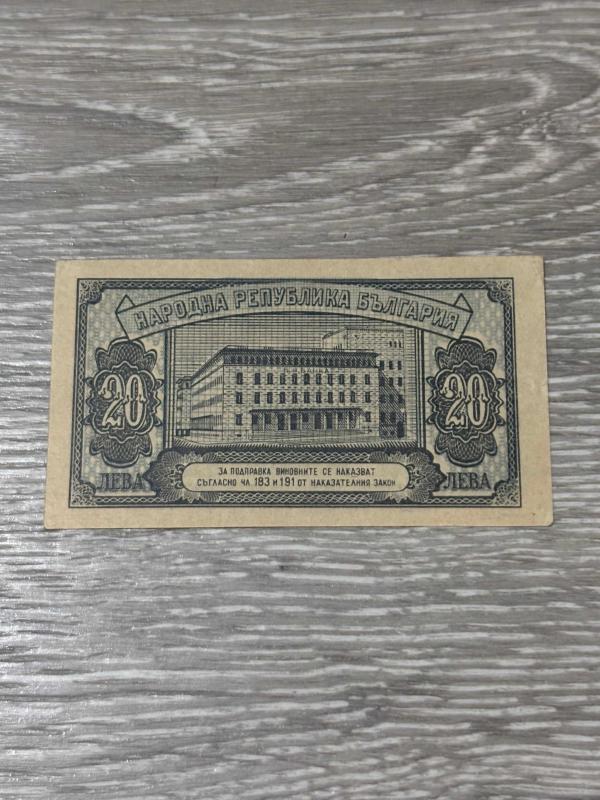 НАРОДНА РЕПУБЛИКА БЪЛГАРИЯ
20
20
ЛЕВА
ЛЕВА
ЗА ПОДПРАВКА ВИНОВНИТЕ СЕ НАКАЗВАТ
СЪГЛАСНО ЧЛ. 183 и 191 ОТ НАКАЗАТЕЛНИЯ ЗАКОН